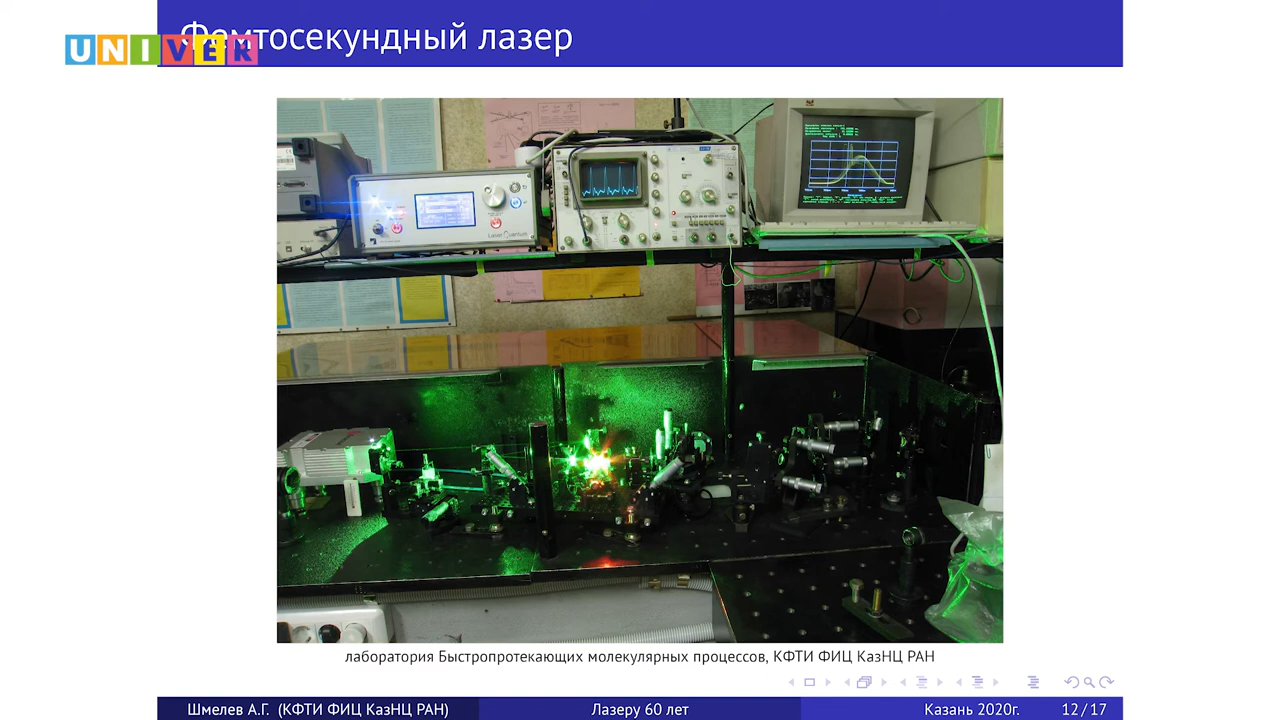 Фемтосекундный лазер
UNIVER
Laser Quantum
лаборатория Быстропротекающих молекулярных процессов, КФТИ ФИЦ КазНЦ РАН
Шмелев А.Г. (КФТИ ФИЦ КазНЦ РАН)
Лазеру 60 лет
Казань 2020г.
12/17